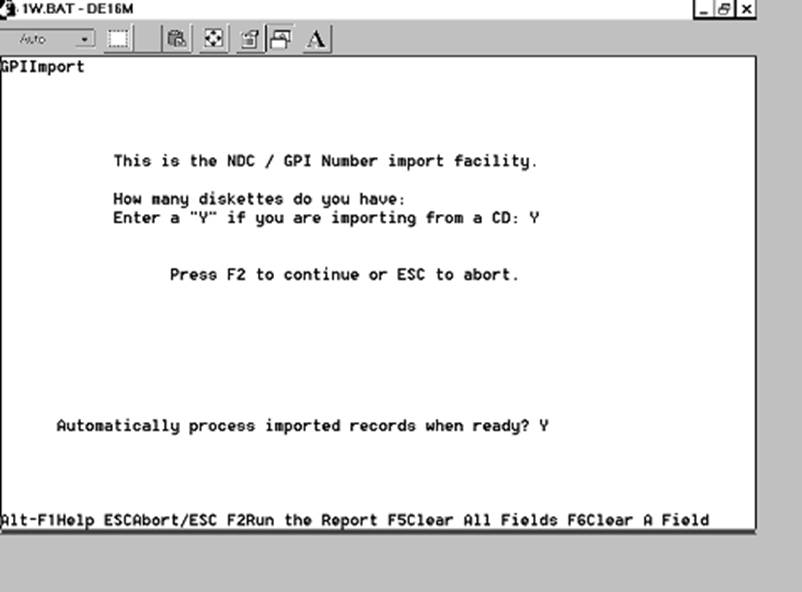 1W.BAT - DE16M
Auto
A
GPIImport
This is the NDC / GPI Number import facility.
How many diskettes do you have:
Enter a "Y" if you are importing from a CD: Y
Press F2 to continue or ESC to abort.
Automatically process imported records when ready? Y
Alt-F1Help ESCAbort/ESC F2Run the Report F5Clear All Fields F6Clear A Field